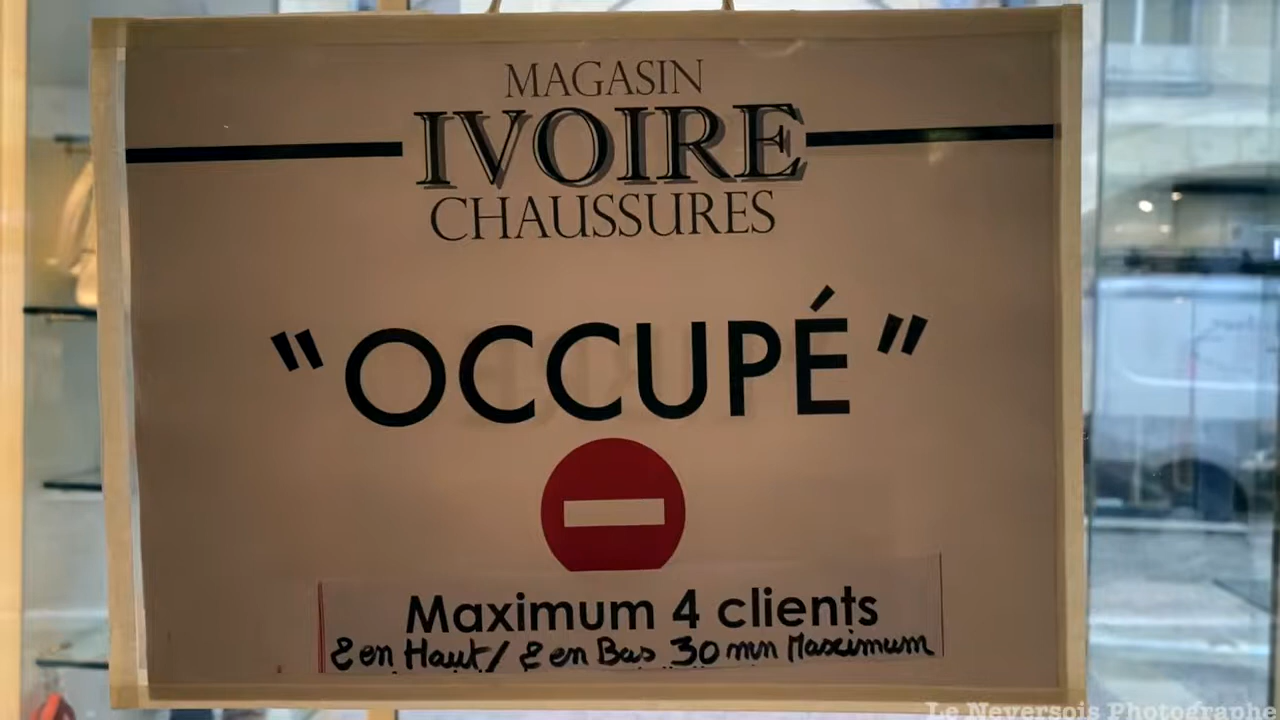 MAGASIN
IVOIRE
CHAUSSURES
"OCCUPÉ"
Maximum 4 clients
2 en Haut / 2 en Bas 30 mn Maximum
Le Neversois Photographe